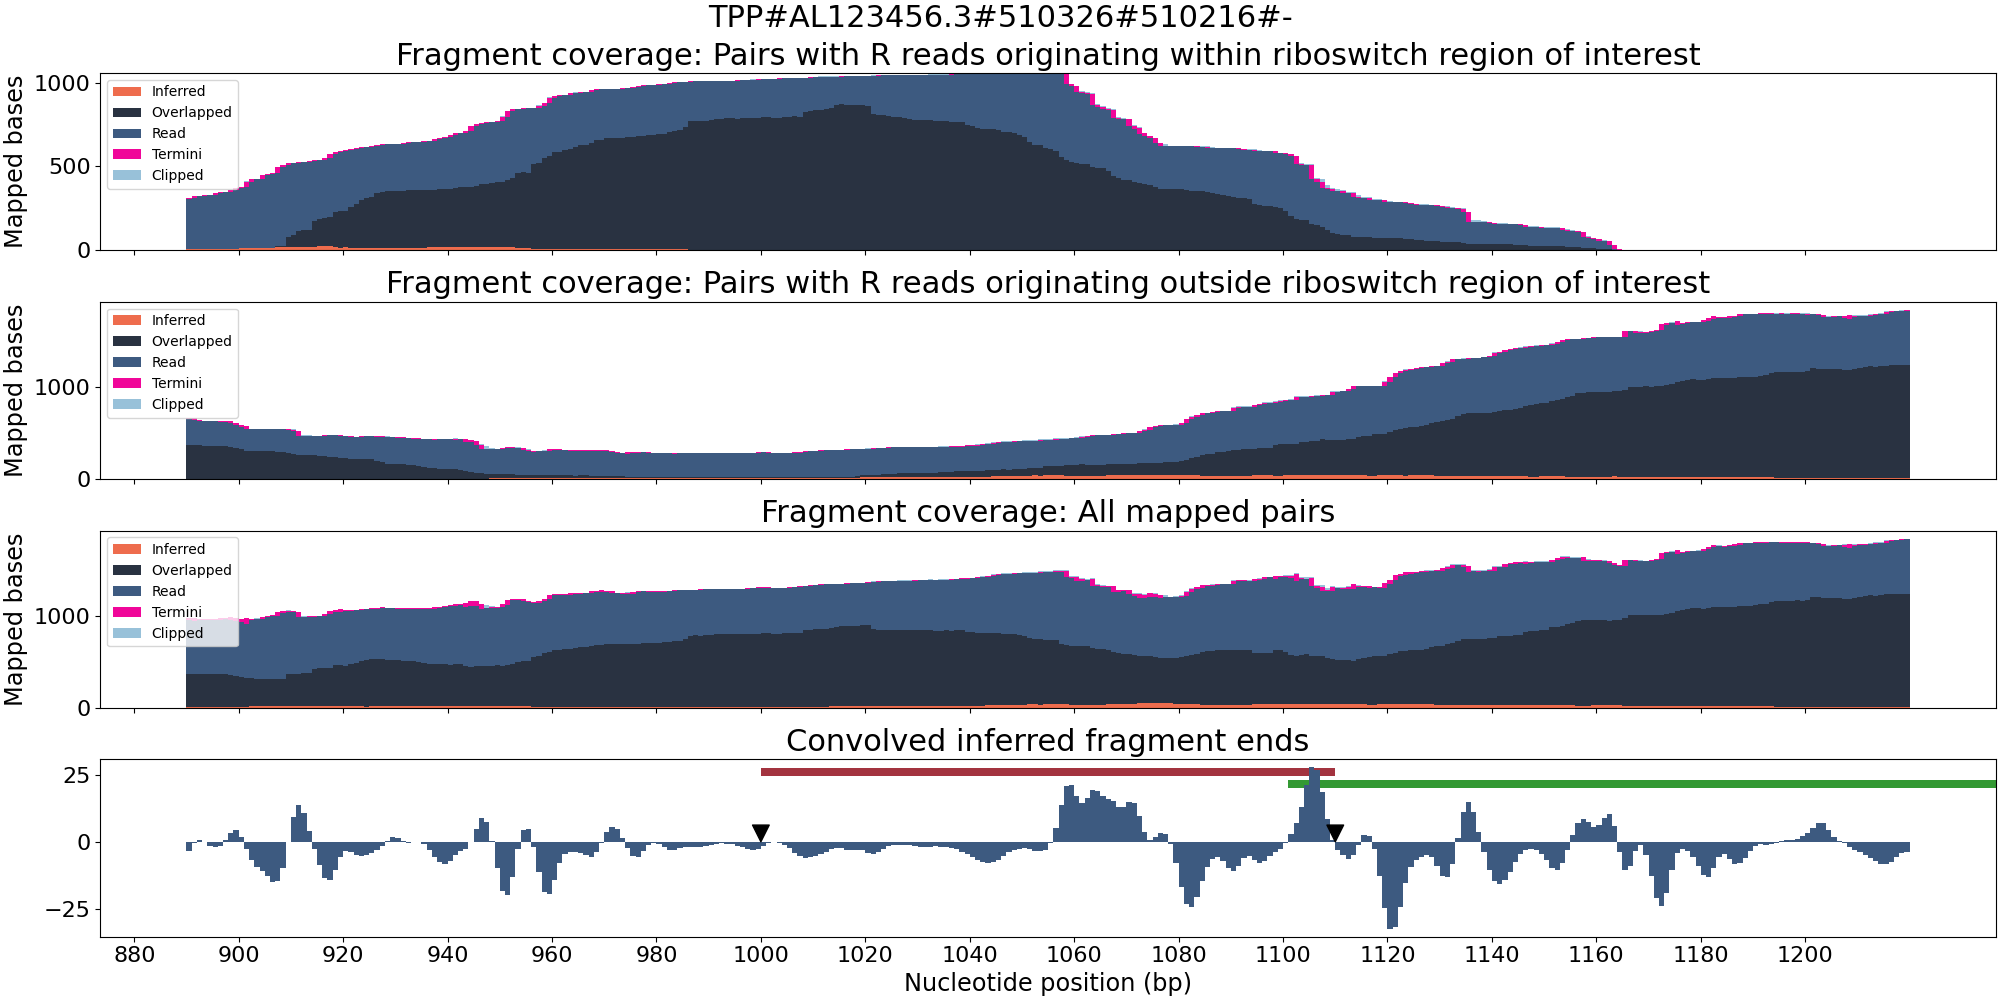 TPP#AL123456.3#510326#510216#-
Fragment coverage: Pairs with R reads originating within riboswitch region of interest
Mapped bases
1000
500
0
Inferred
Overlapped
Read
Termini
Clipped
Fragment coverage: Pairs with R reads originating outside riboswitch region of interest
Mapped bases
1000
0
Inferred
Overlapped
Read
Termini
Clipped
Fragment coverage: All mapped pairs
Mapped bases
1000
0
Inferred
Overlapped
Read
Termini
Clipped
Convolved inferred fragment ends
25
0
−25
880 900 920 940 960 980 1000 1020 1040 1060 1080 1100 1120 1140 1160 1180 1200
Nucleotide position (bp)